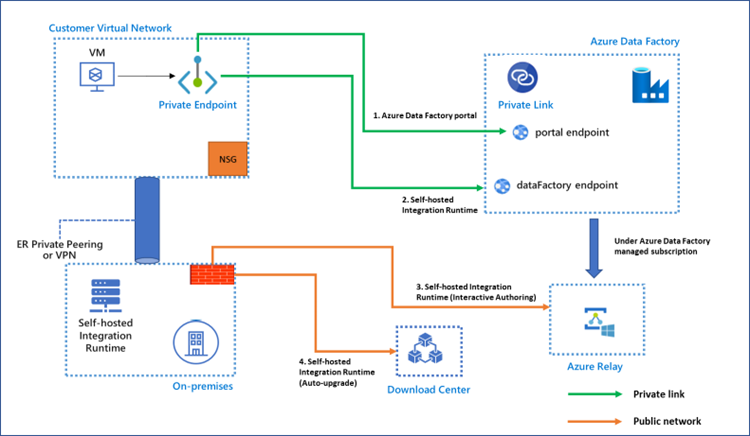 Customer Virtual Network
VM
Private Endpoint
NSG
Azure Data Factory
Private Link
1. Azure Data Factory portal
portal endpoint
2. Self-hosted
Integration Runtime
dataFactory endpoint
ER Private Peering
or VPN
Under Azure Data Factory
managed subscription
Self-hosted
Integration
Runtime
On-premises
3. Self-hosted Integration
Runtime (Interactive Authoring)
4. Self-hosted
Integration Runtime
(Auto-upgrade)
Download Center
Azure Relay
Private link
Public network